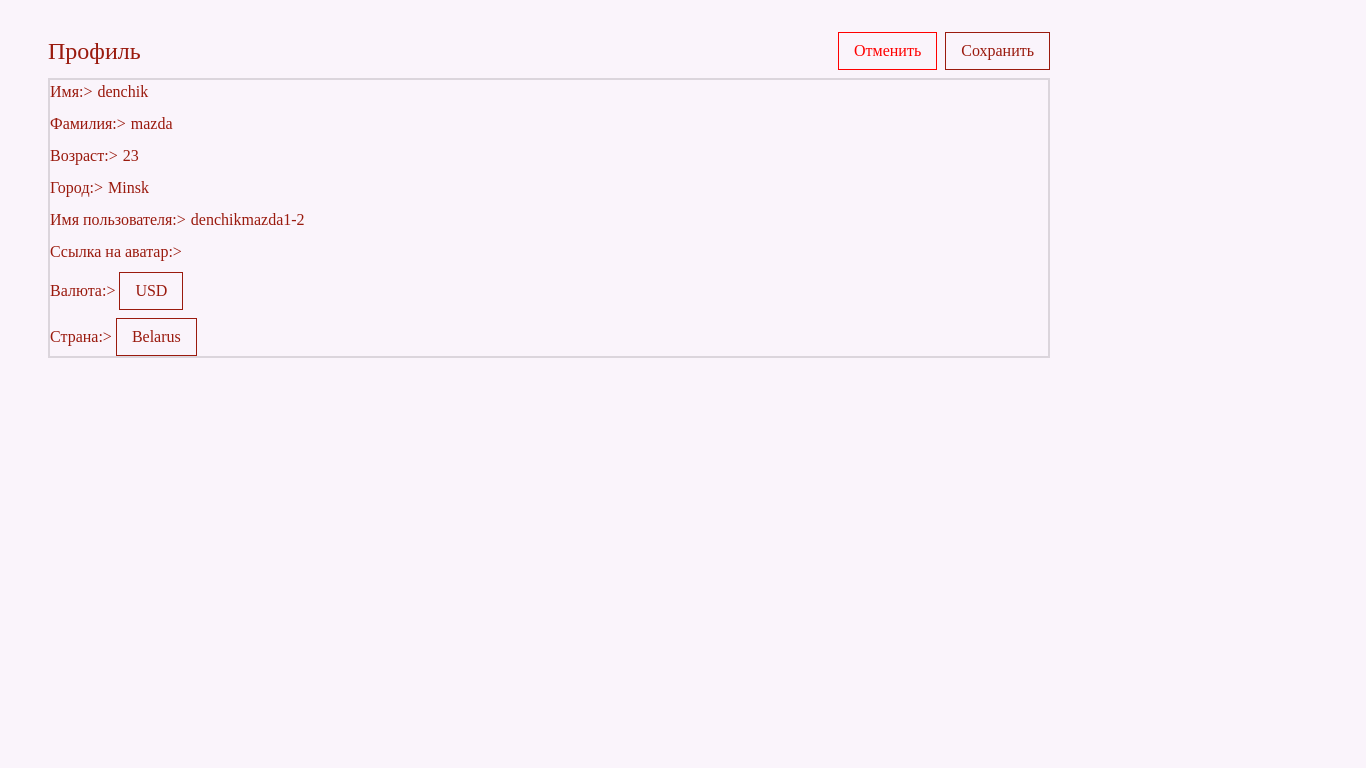 Профиль
Отменить
Сохранить
Имя:> denchik
Фамилия:> mazda
Возраст:> 23
Город:> Minsk
Имя пользователя:> denchikmazda1-2
Ссылка на аватар:>
Валюта:> USD
Страна:> Belarus